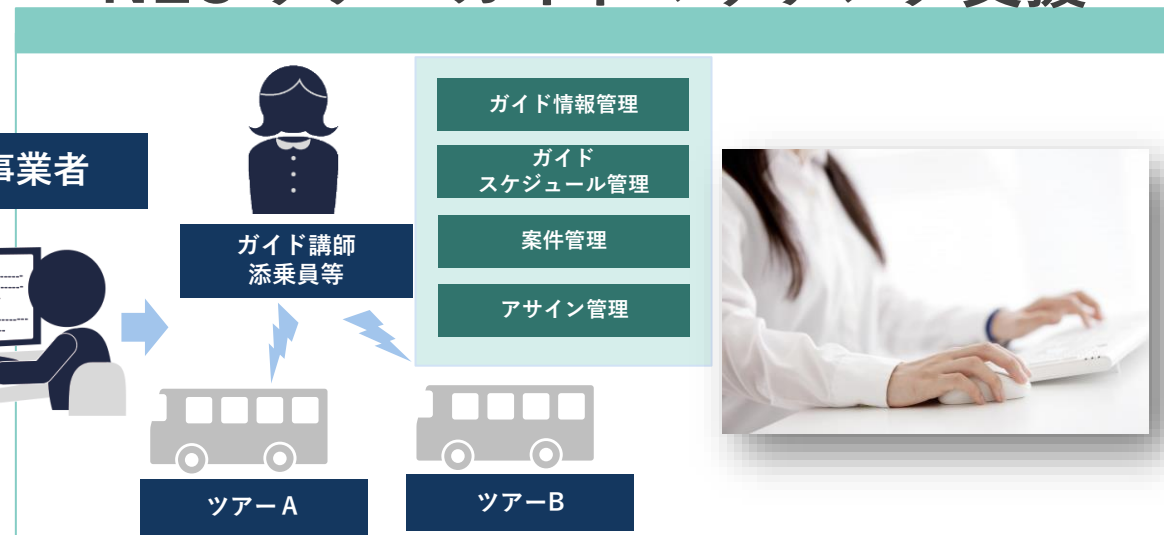 事業者
ガイド講師
添乗員等
ガイド情報管理
ガイド
スケジュール管理
案件管理
アサイン管理
ツアーA
ツアーB